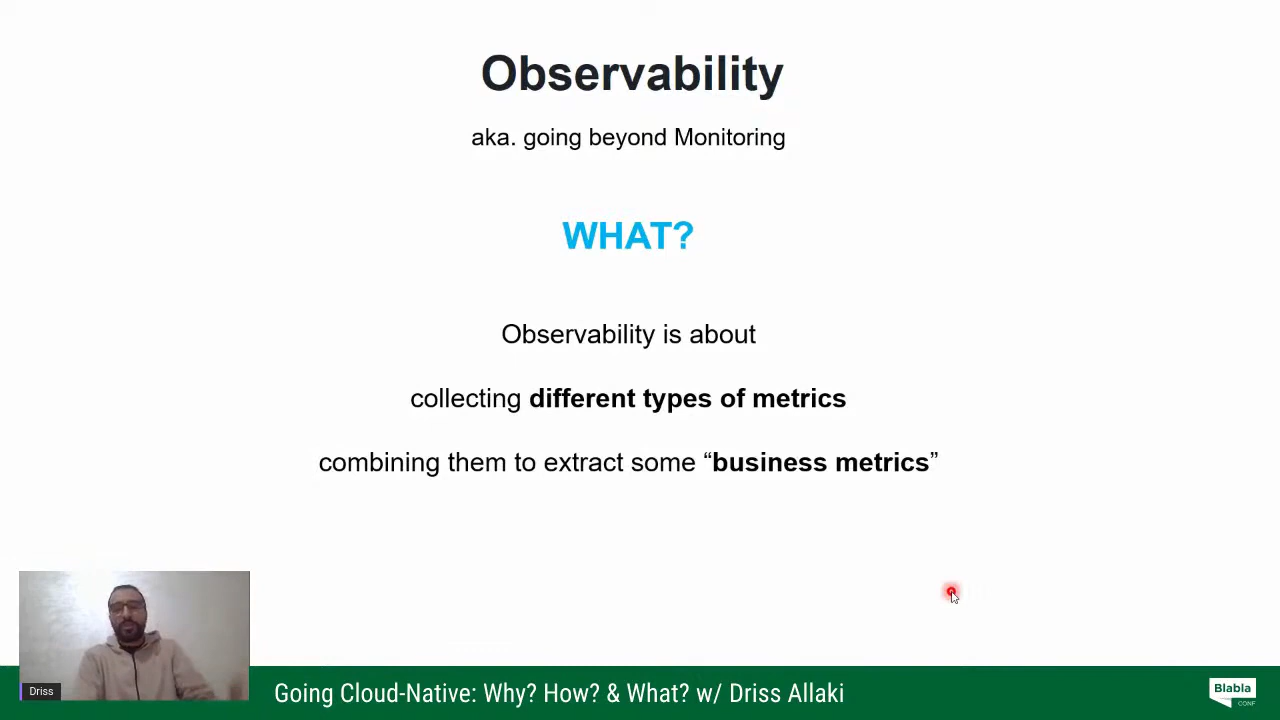 Observability
aka. going beyond Monitoring
WHAT?
Observability is about
collecting different types of metrics
combining them to extract some “business metrics”
Driss
Going Cloud-Native: Why? How? & What? w/ Driss Allaki
Blabla
CONF